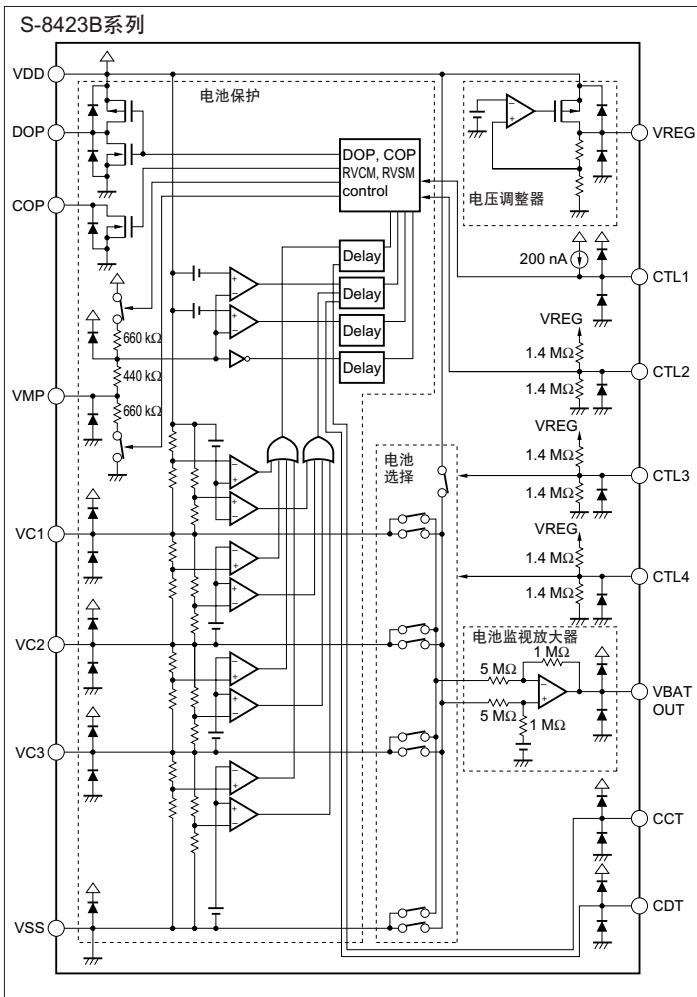 S-8423B系列
VDD
电池保护
DOP
VREG
DOP, COP
RVCM, RVSM
control
电压调整器
COP
Delay
200 nA
CTL1
Delay
660 kΩ
Delay
VREG
1.4 MΩ
440 kΩ
Delay
CTL2
1.4 MΩ
VMP
660 kΩ
VREG
1.4 MΩ
电池
选择
CTL3
1.4 MΩ
VC1
VREG
1.4 MΩ
CTL4
1.4 MΩ
VC2
电池监视放大器
1 MΩ
5 MΩ
VBAT
OUT
5 MΩ
1 MΩ
VC3
CCT
CDT
VSS